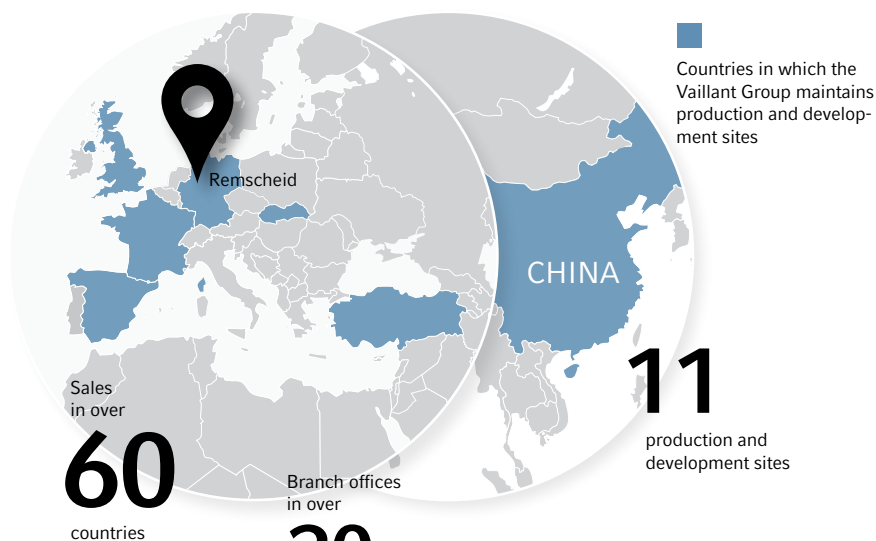 Countries in which the
Vaillant Group maintains
production and develop-
ment sites
Remscheid
CHINA
11
production and
development sites
Sales
in over
60
countries
Branch offices
in over